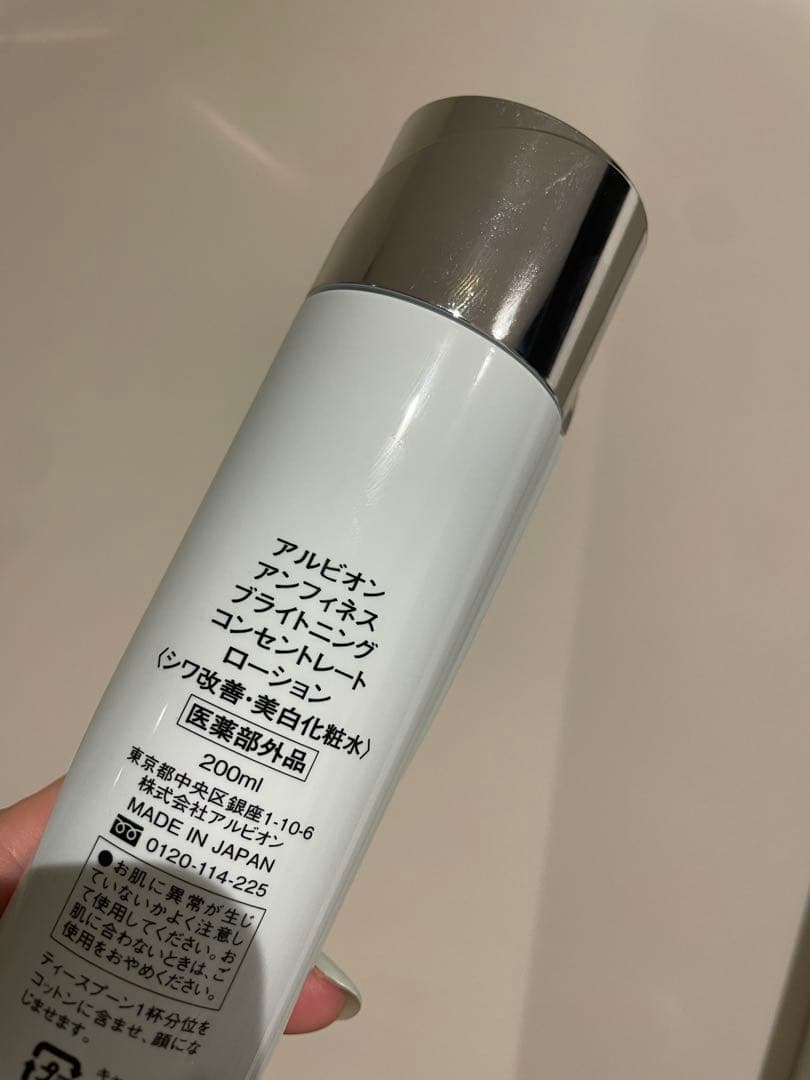 アルビオン
アンフィネス
ブライトニング
コンセントレート
ローション
〈シワ改善・美白化粧水〉
医薬部外品
200ml
東京都中央区銀座1-10-6
株式会社アルビオン
MADE IN JAPAN
0120-114-225
●お肌に異常が生じ
ていないかよく注意し
て使用してください。お
肌に合わないときは、ご
使用をおやめください。
ティースプーン1杯分位を
コットンに含ませ、顔にな
じませます。
プラ